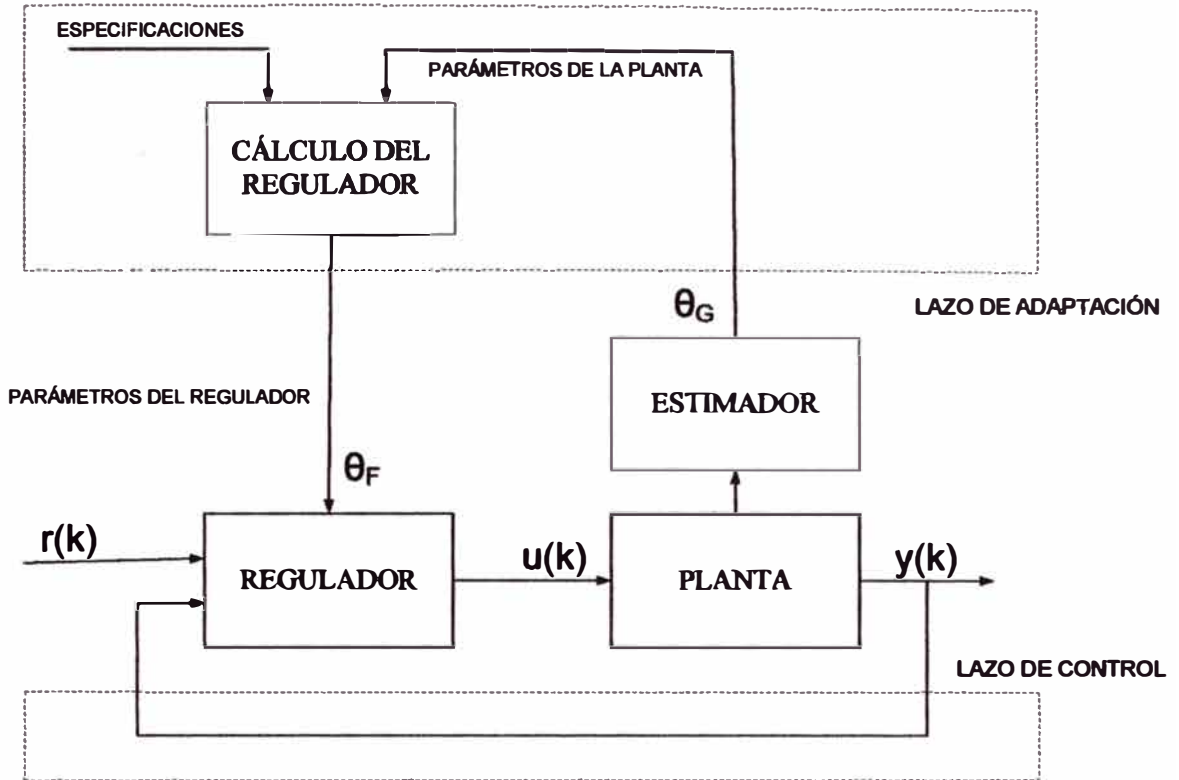 ESPECIFICACIONES
PARÁMETROS DE LA PLANTA
CÁLCULO DEL
REGULADOR
θG
LAZO DE ADAPTACIÓN
PARÁMETROS DEL REGULADOR
ESTIMADOR
θF
r(k)
REGULADOR
u(k)
PLANTA
y(k)
LAZO DE CONTROL